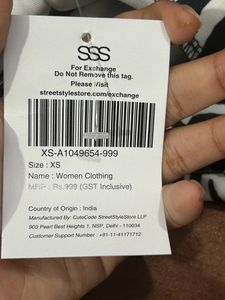 SSS
For Exchange
Do Not Remove this tag.
Please Visit
streetstylestore.com/exchange
XS-A1049654-999
Size : XS
Name : Women Clothing
MRP : Rs.999 (GST Inclusive)
Country of Origin : India
Manufactured By: CuteCode StreetStyleStore LLP
903 Pearl Best Heights 1, NSP, Delhi - 110034
Customer Support Number : +91-11-41171712